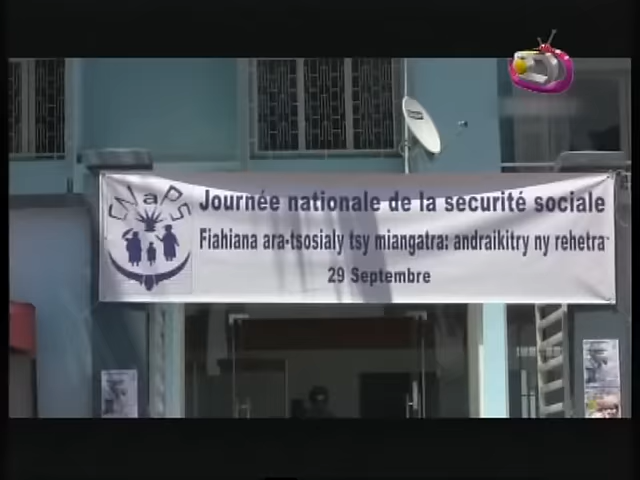 CNaPS
Journée nationale de la sécurité sociale
Fiahiana ara-tsosialy tsy miangatra: andraikitry ny rehetra
29 Septembre